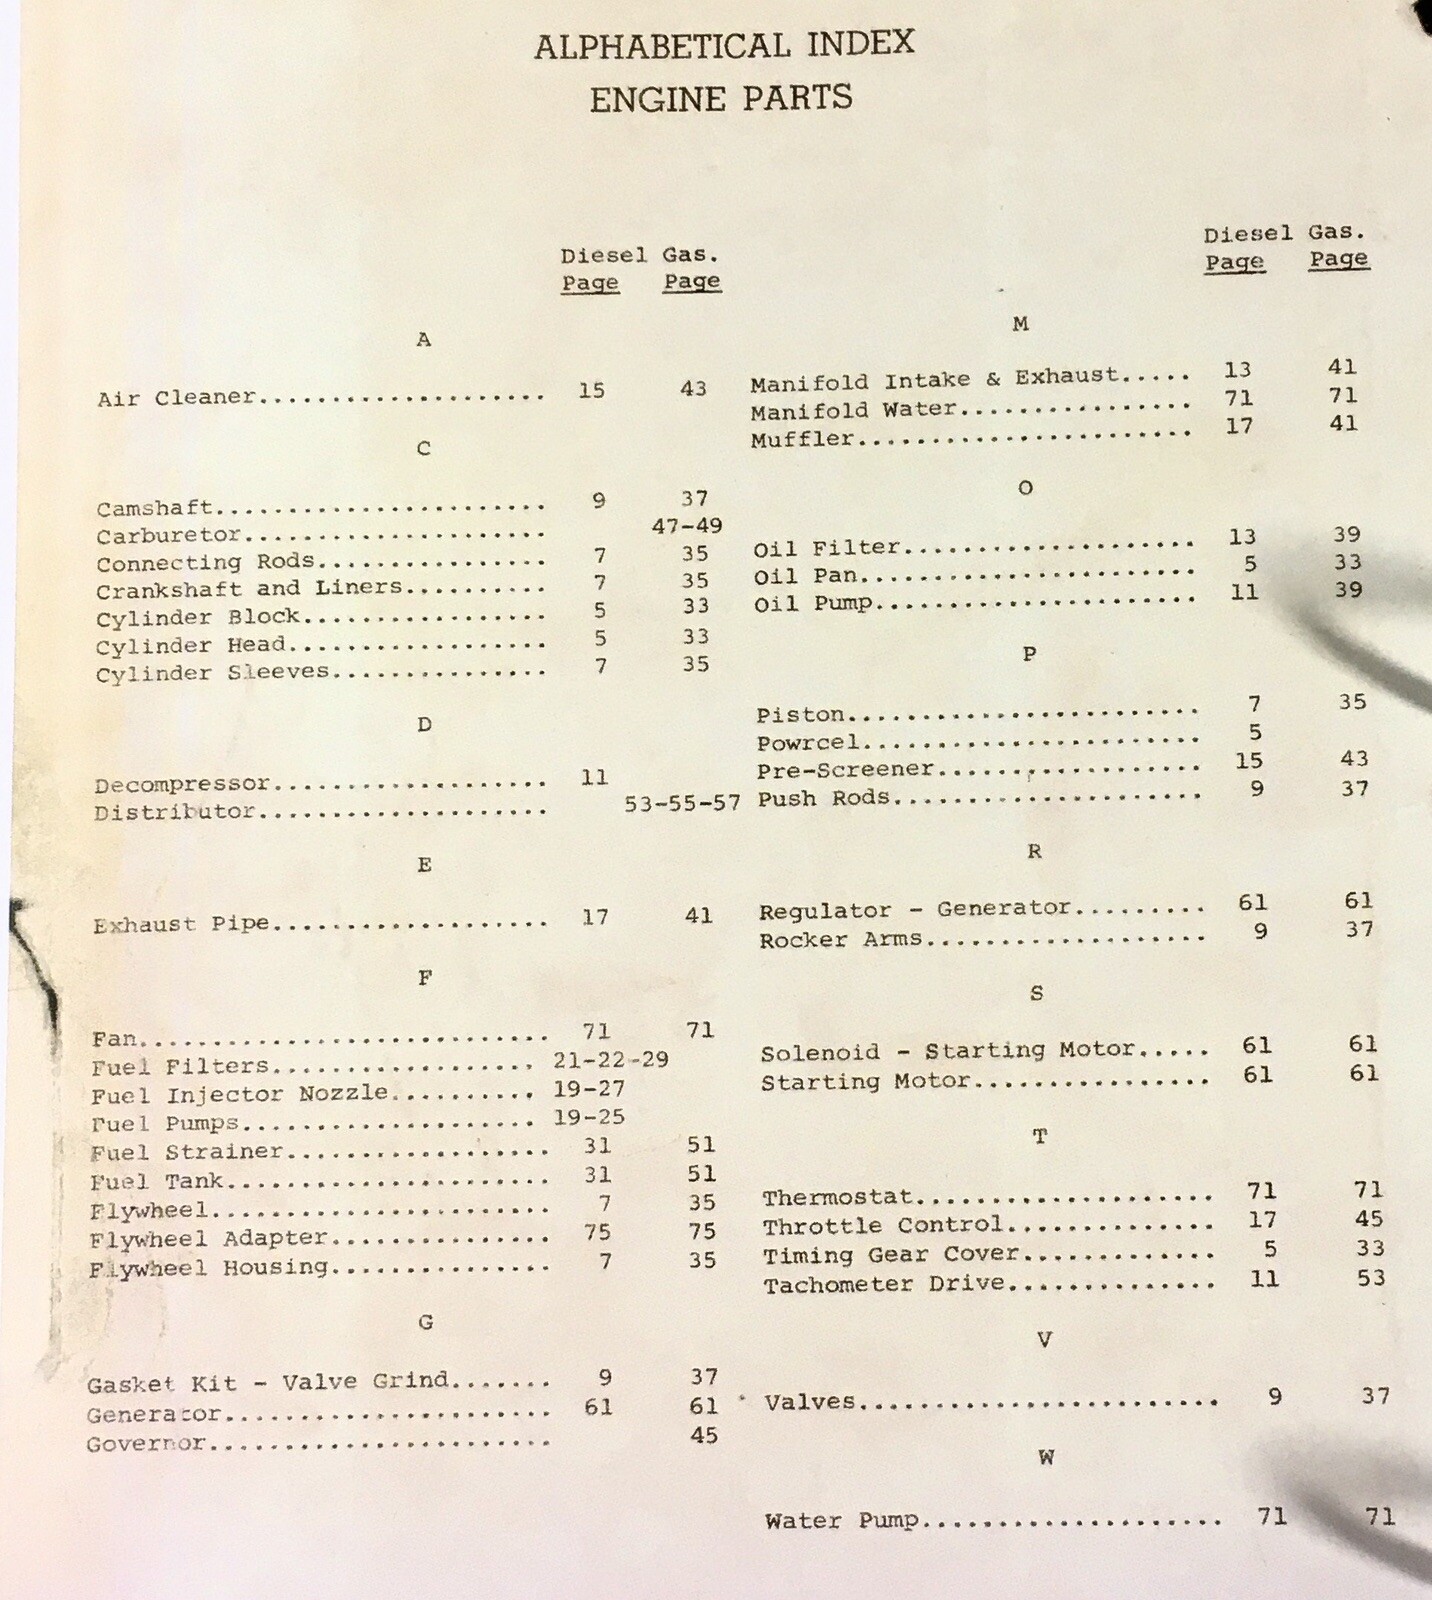 ALPHABETICAL INDEX
ENGINE PARTS
Diesel Gas.
Page Page
A
Air Cleaner.................... 15 43
C
Camshaft....................... 9 37
Carburetor..................... 47-49
Connecting Rods................ 7 35
Crankshaft and Liners.......... 7 35
Cylinder Block................. 5 33
Cylinder Head.................. 5 33
Cylinder Sleeves............... 7 35
D
Decompressor................... 11
Distributor.................... 53-55-57
E
Exhaust Pipe................... 17 41
F
Fan............................ 71 71
Fuel Filters.................. 21-22-29
Fuel Injector Nozzle.......... 19-27
Fuel Pumps.................... 19-25
Fuel Strainer.................. 31 51
Fuel Tank...................... 31 51
Flywheel....................... 7 35
Flywheel Adapter............... 75 75
Flywheel Housing............... 7 35
G
Gasket Kit - Valve Grind....... 9 37
Generator...................... 61 61
Governor....................... 45
Diesel Gas.
Page Page
M
Manifold Intake & Exhaust..... 13 41
Manifold Water................ 71 71
Muffler....................... 17 41
O
Oil Filter.................... 13 39
Oil Pan....................... 5 33
Oil Pump...................... 11 39
P
Piston........................ 7 35
Powrcel....................... 5
Pre-Screener.................. 15 43
Push Rods..................... 9 37
R
Regulator - Generator......... 61 61
Rocker Arms................... 9 37
S
Solenoid - Starting Motor..... 61 61
Starting Motor................ 61 61
T
Thermostat.................... 71 71
Throttle Control.............. 17 45
Timing Gear Cover............. 5 33
Tachometer Drive.............. 11 53
V
Valves........................ 9 37
W
Water Pump.................... 71 71